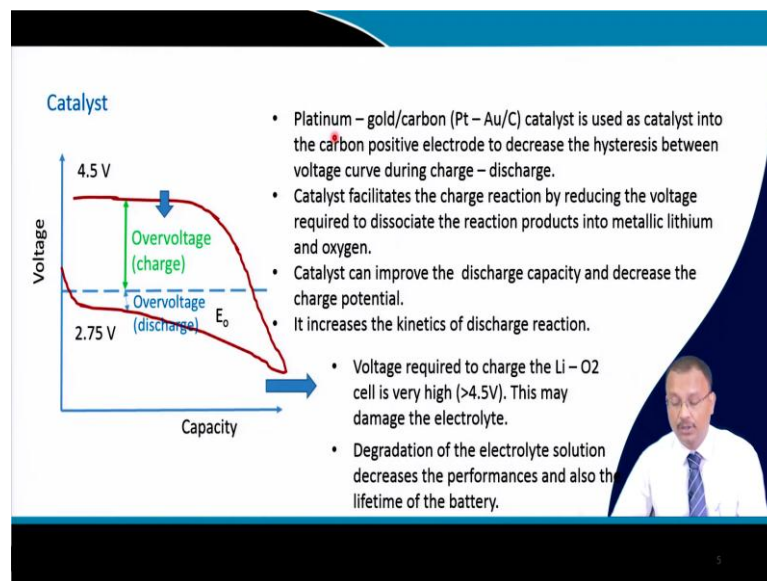 Catalyst
4.5 V
Voltage
Overvoltage
(charge)
Overvoltage
(discharge)
E₀
2.75 V
Capacity
• Platinum – gold/carbon (Pt – Au/C) catalyst is used as catalyst into
the carbon positive electrode to decrease the hysteresis between
voltage curve during charge – discharge.
• Catalyst facilitates the charge reaction by reducing the voltage
required to dissociate the reaction products into metallic lithium
and oxygen.
• Catalyst can improve the discharge capacity and decrease the
charge potential.
• It increases the kinetics of discharge reaction.
• Voltage required to charge the Li – O2
cell is very high (>4.5V). This may
damage the electrolyte.
• Degradation of the electrolyte solution
decreases the performances and also the
lifetime of the battery.
5